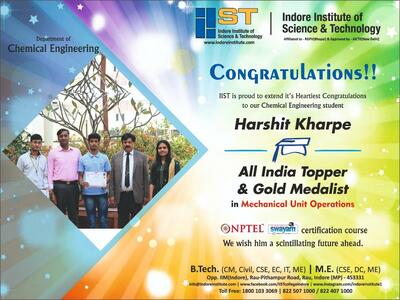 Department of
Chemical Engineering
IIST
Indore Institute of
Science & Technology
www.indoreinstitute.com
Indore Institute of
Science & Technology
Affiliated to - RGPV(Bhopal) & Approved by - AICTE(New Delhi)
CONGRATULATIONS!!
IIST is proud to extend it's Heartiest Congratulations
to our Chemical Engineering student
Harshit Kharpe
All India Topper
& Gold Medalist
in Mechanical Unit Operations
NPTEL swayam certification course
We wish him a scintillating future ahead.
B.Tech. (CM, Civil, CSE, EC, IT, ME) | M.E. (CSE, DC, ME)
Opp. IIM(Indore), Rau-Pithampur Road, Rau, Indore (MP) - 453331
info@indoreinstitute.com | www.facebook.com/IISTcollegeindore | www.instagram.com/indoreinstitute1
Toll Free: 1800 103 3069 | 822 507 1000 / 822 407 1000